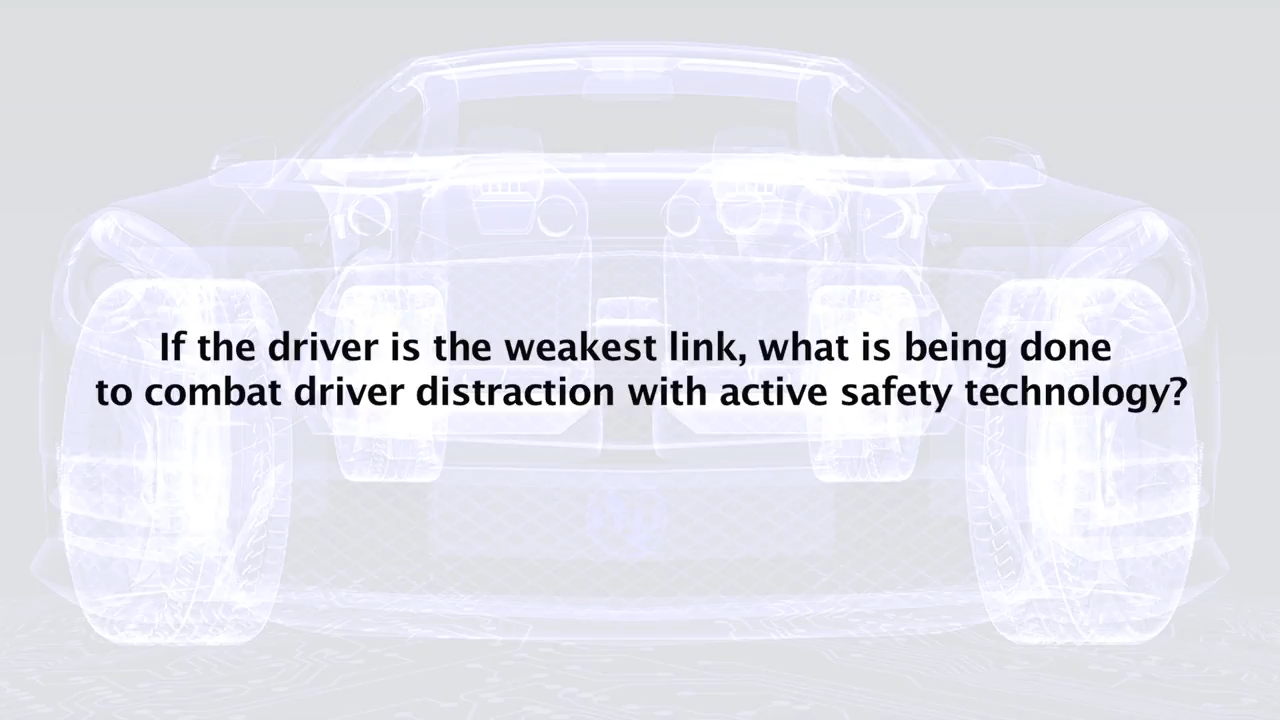 If the driver is the weakest link, what is being done
to combat driver distraction with active safety technology?